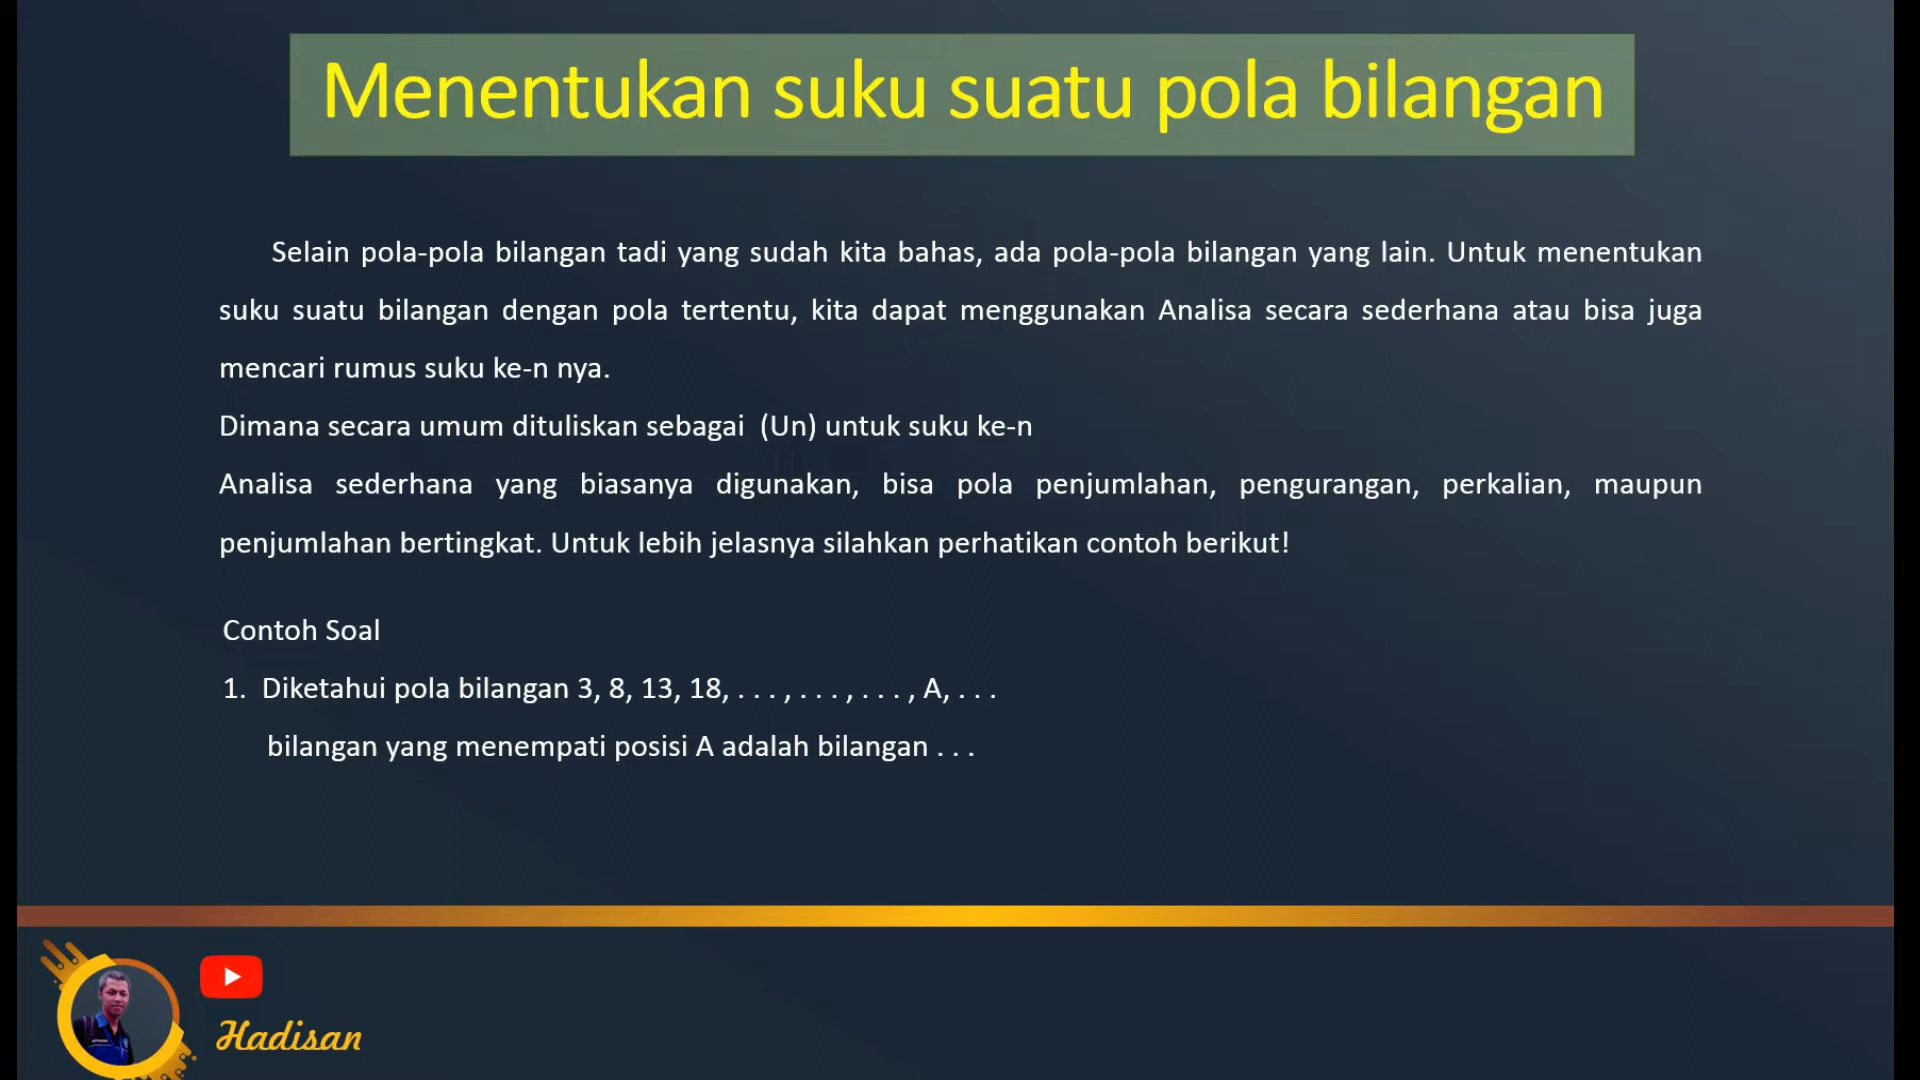 Menentukan suku suatu pola bilangan
Selain pola-pola bilangan tadi yang sudah kita bahas, ada pola-pola bilangan yang lain. Untuk menentukan
suku suatu bilangan dengan pola tertentu, kita dapat menggunakan Analisa secara sederhana atau bisa juga
mencari rumus suku ke-n nya.
Dimana secara umum dituliskan sebagai (Un) untuk suku ke-n
Analisa sederhana yang biasanya digunakan, bisa pola penjumlahan, pengurangan, perkalian, maupun
penjumlahan bertingkat. Untuk lebih jelasnya silahkan perhatikan contoh berikut!
Contoh Soal
1. Diketahui pola bilangan 3, 8, 13, 18, . . . , . . . , . . . , A, . . .
bilangan yang menempati posisi A adalah bilangan . . .
Hadisan